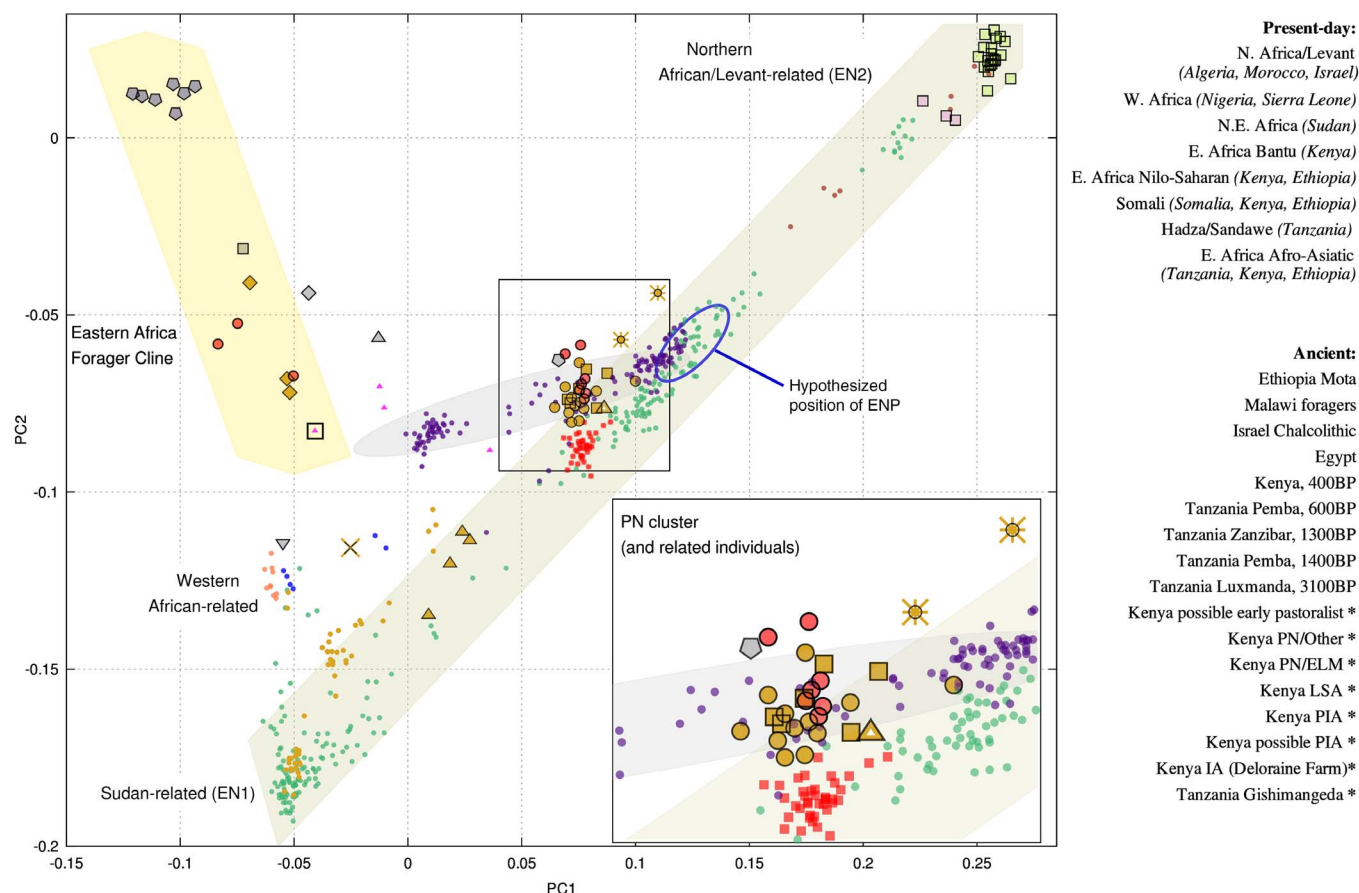 -0.15
-0.1
-0.05
0
0.05
0.1
0.15
0.2
0.25
0
-0.05
-0.1
-0.15
-0.2
PC2
PC1
Northern
African/Levant-related (EN2)
Eastern Africa
Forager Cline
Hypothesized
position of ENP
Western
African-related
Sudan-related (EN1)
PN cluster
(and related individuals)
Present-day:
N. Africa/Levant
(Algeria, Morocco, Israel)
W. Africa (Nigeria, Sierra Leone)
N.E. Africa (Sudan)
E. Africa Bantu (Kenya)
E. Africa Nilo-Saharan (Kenya, Ethiopia)
Somali (Somalia, Kenya, Ethiopia)
Hadza/Sandawe (Tanzania)
E. Africa Afro-Asiatic
(Tanzania, Kenya, Ethiopia)
Ancient:
Ethiopia Mota
Malawi foragers
Israel Chalcolithic
Egypt
Kenya, 400BP
Tanzania Pemba, 600BP
Tanzania Zanzibar, 1300BP
Tanzania Pemba, 1400BP
Tanzania Luxmanda, 3100BP
Kenya possible early pastoralist *
Kenya PN/Other *
Kenya PN/ELM *
Kenya LSA *
Kenya PIA *
Kenya possible PIA *
Kenya IA (Deloraine Farm)*
Tanzania Gishimangeda *